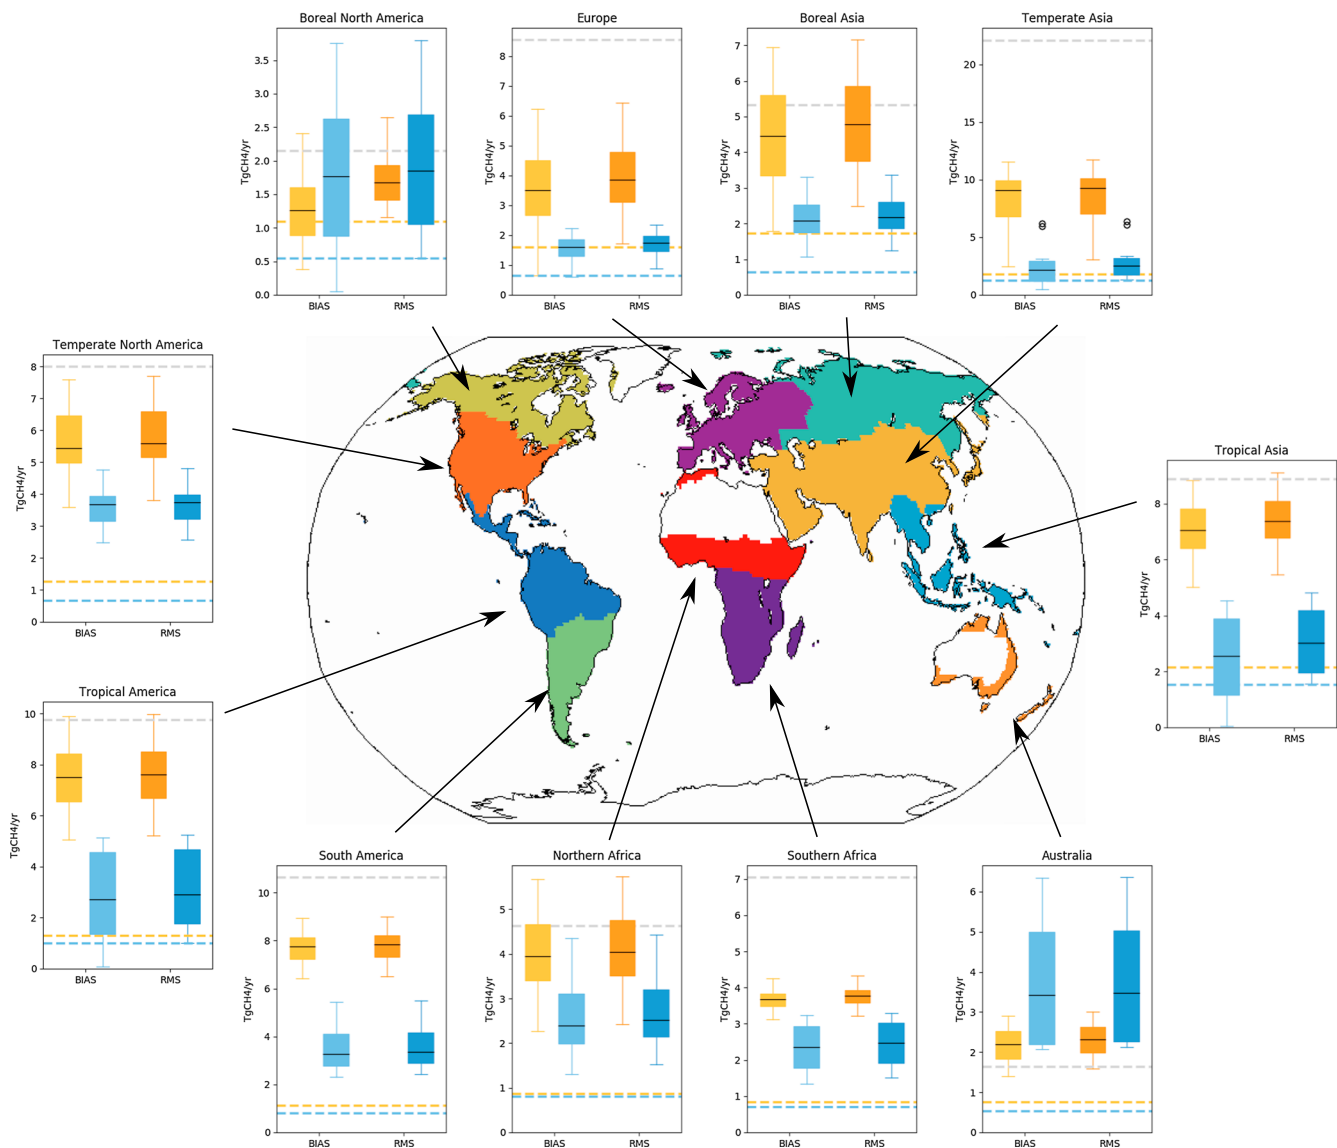 Boreal North America
TgCH4/yr
3.5
3.0
2.5
2.0
1.5
1.0
0.5
0.0
BIAS RMS
Europe
TgCH4/yr
8
7
6
5
4
3
2
1
0
BIAS RMS
Boreal Asia
TgCH4/yr
7
6
5
4
3
2
1
0
BIAS RMS
Temperate Asia
TgCH4/yr
20
15
10
5
0
BIAS RMS
Temperate North America
TgCH4/yr
8
7
6
5
4
3
2
1
0
BIAS RMS
Tropical Asia
TgCH4/yr
8
6
4
2
0
BIAS RMS
Tropical America
TgCH4/yr
10
8
6
4
2
0
BIAS RMS
South America
TgCH4/yr
10
8
6
4
2
0
BIAS RMS
Northern Africa
TgCH4/yr
5
4
3
2
1
0
BIAS RMS
Southern Africa
TgCH4/yr
7
6
5
4
3
2
1
0
BIAS RMS
Australia
TgCH4/yr
6
5
4
3
2
1
0
BIAS RMS